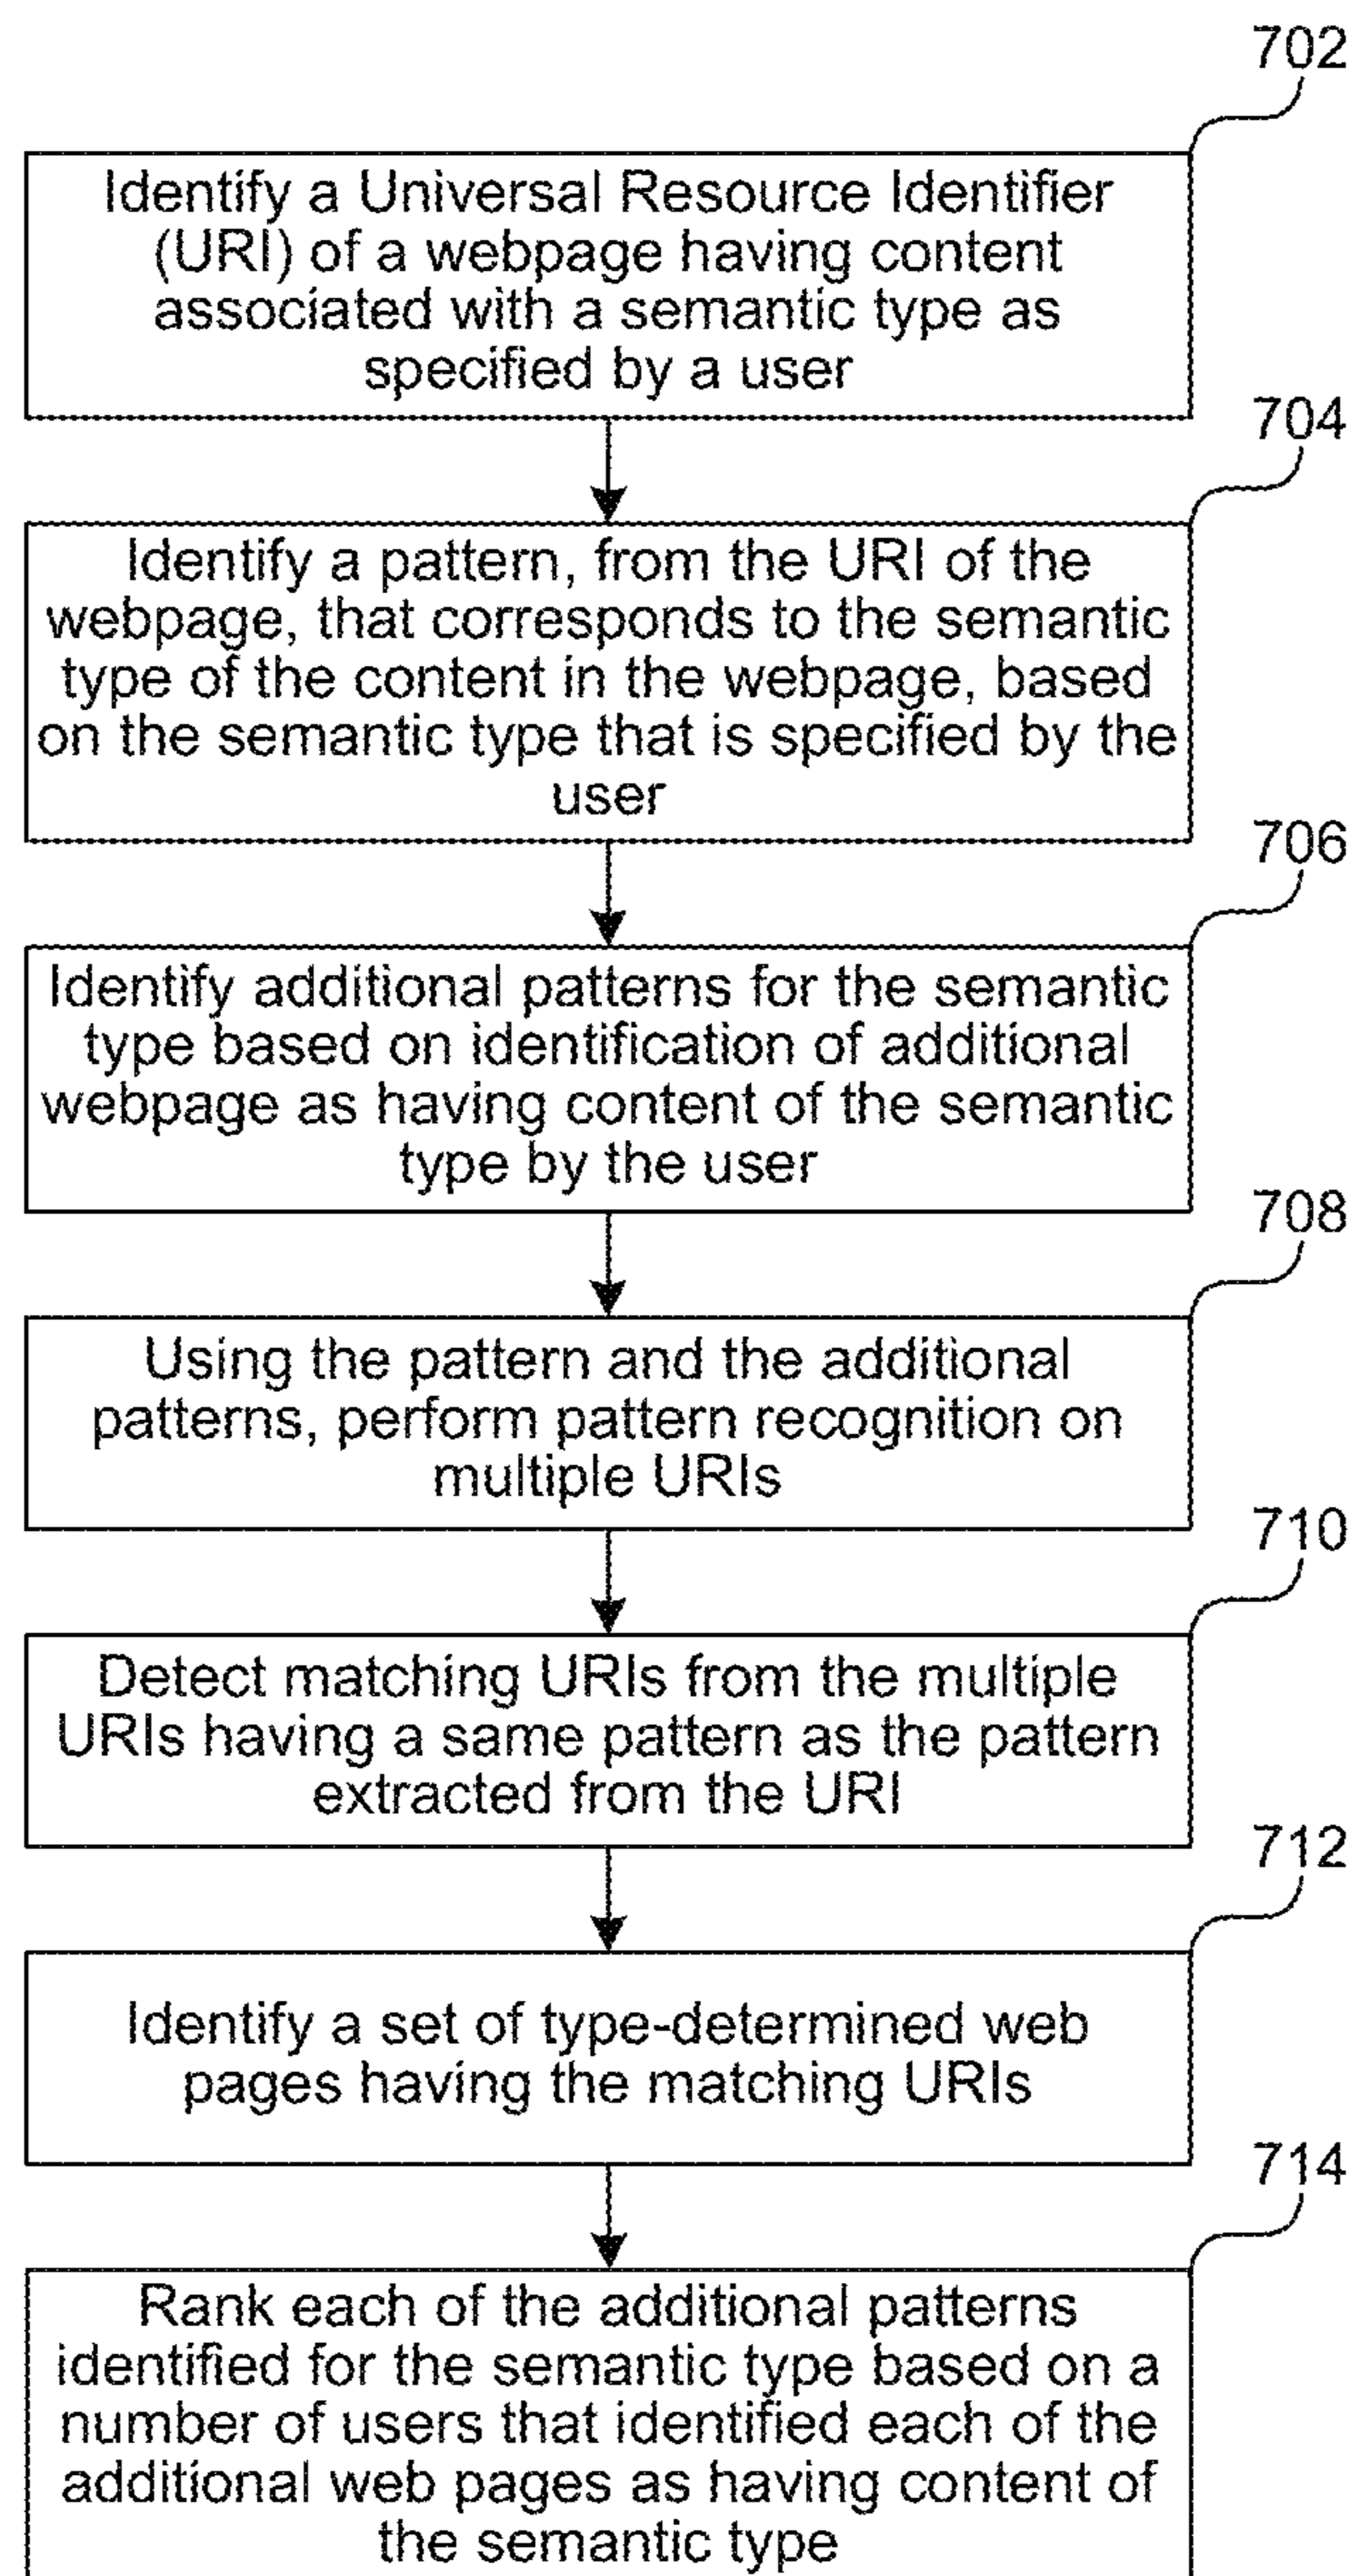 702
Identify a Universal Resource Identifier
(URI) of a webpage having content
associated with a semantic type as
specified by a user
704
Identify a pattern, from the URI of the
webpage, that corresponds to the semantic
type of the content in the webpage, based
on the semantic type that is specified by the
user
706
Identify additional patterns for the semantic
type based on identification of additional
webpage as having content of the semantic
type by the user
708
Using the pattern and the additional
patterns, perform pattern recognition on
multiple URIs
710
Detect matching URIs from the multiple
URIs having a same pattern as the pattern
extracted from the URI
712
Identify a set of type-determined web
pages having the matching URIs
714
Rank each of the additional patterns
identified for the semantic type based on a
number of users that identified each of the
additional web pages as having content of
the semantic type